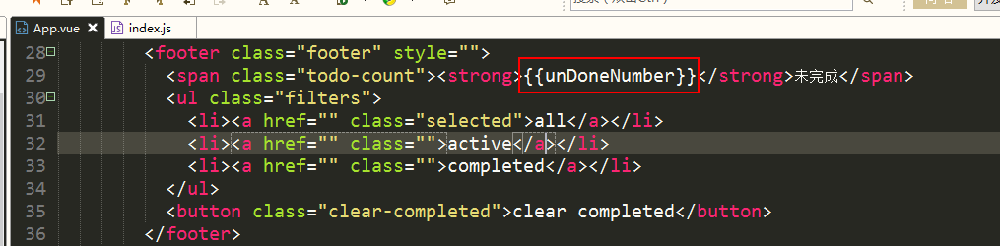 App.vue index.js
28 <footer class="footer" style="">
29 <span class="todo-count"><strong>{{unDoneNumber}}</strong>未完成</span>
30 <ul class="filters">
31 <li><a href="" class="selected">all</a></li>
32 <li><a href="" class="">active</a></li>
33 <li><a href="" class="">completed</a></li>
34 </ul>
35 <button class="clear-completed">clear completed</button>
36 </footer>